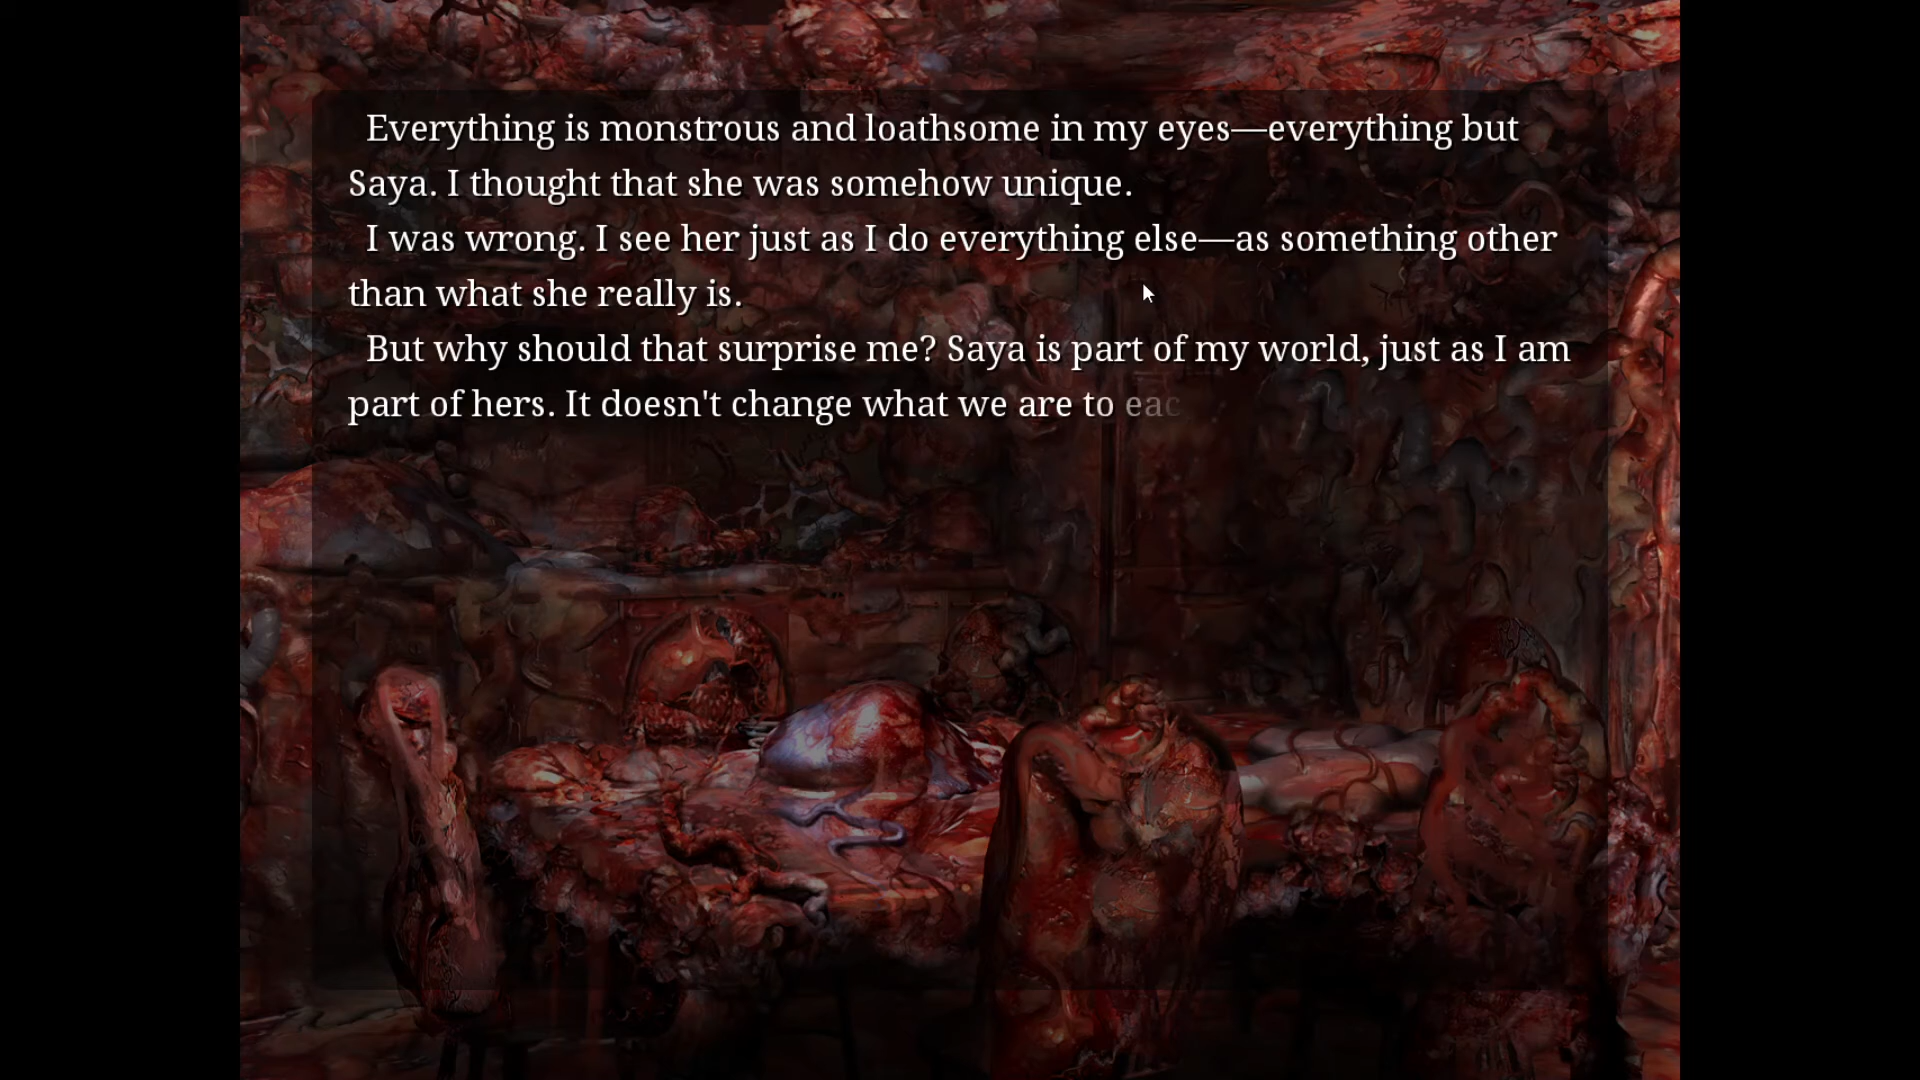 Everything is monstrous and loathsome in my eyes—everything but
Saya. I thought that she was somehow unique.
I was wrong. I see her just as I do everything else—as something other
than what she really is.
But why should that surprise me? Saya is part of my world, just as I am
part of hers. It doesn't change what we are to eac